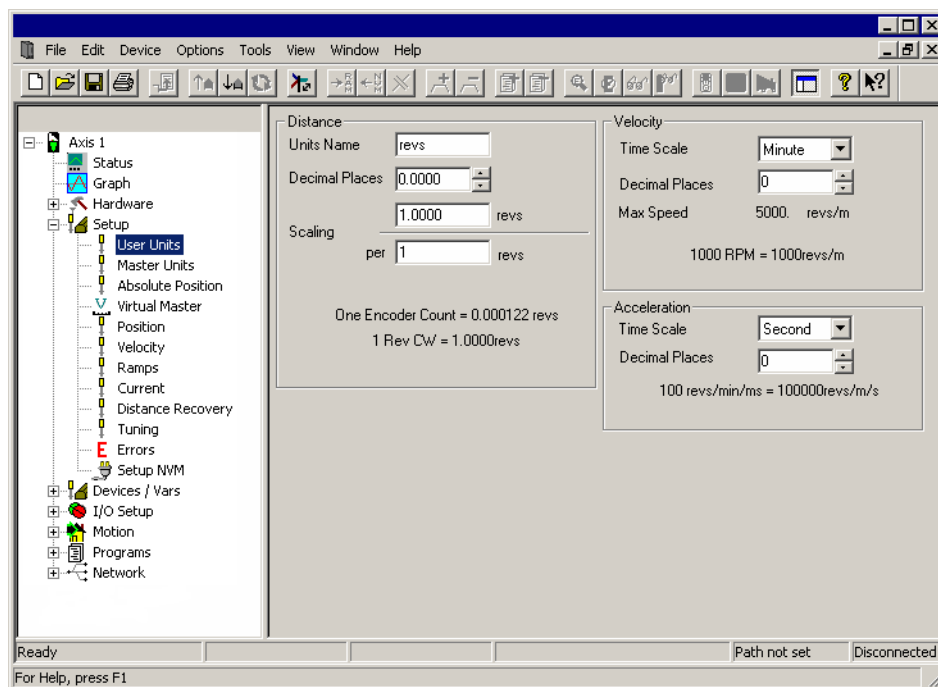 File Edit Device Options Tools View Window Help
Axis 1
Status
Graph
Hardware
Setup
User Units
Master Units
Absolute Position
Virtual Master
Position
Velocity
Ramps
Current
Distance Recovery
Tuning
E Errors
Setup NVM
Devices / Vars
I/O Setup
Motion
Programs
Network
Distance
Units Name revs
Decimal Places 0.0000
Scaling
1.0000 revs
per 1 revs
One Encoder Count = 0.000122 revs
1 Rev CW = 1.0000revs
Velocity
Time Scale Minute
Decimal Places 0
Max Speed 5000. revs/m
1000 RPM = 1000revs/m
Acceleration
Time Scale Second
Decimal Places 0
100 revs/min/ms = 100000revs/m/s
Ready Path not set Disconnected
For Help, press F1